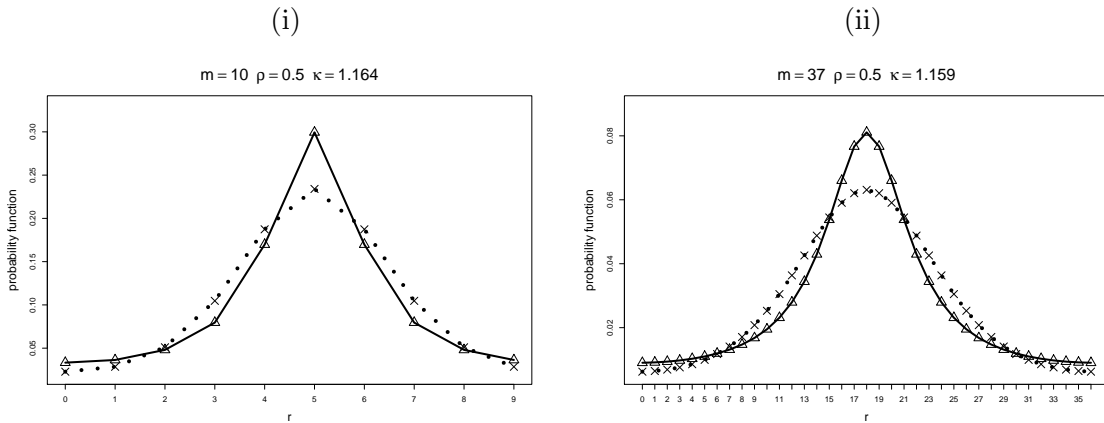 (i)
m = 10 ρ = 0.5 κ = 1.164
probability function
0.30
0.25
0.20
0.15
0.10
0.05
0 1 2 3 4 5 6 7 8 9
r
(ii)
m = 37 ρ = 0.5 κ = 1.159
probability function
0.08
0.06
0.04
0.02
0 1 2 3 4 5 6 7 8 9 11 13 15 17 19 21 23 25 27 29 31 33 35
r